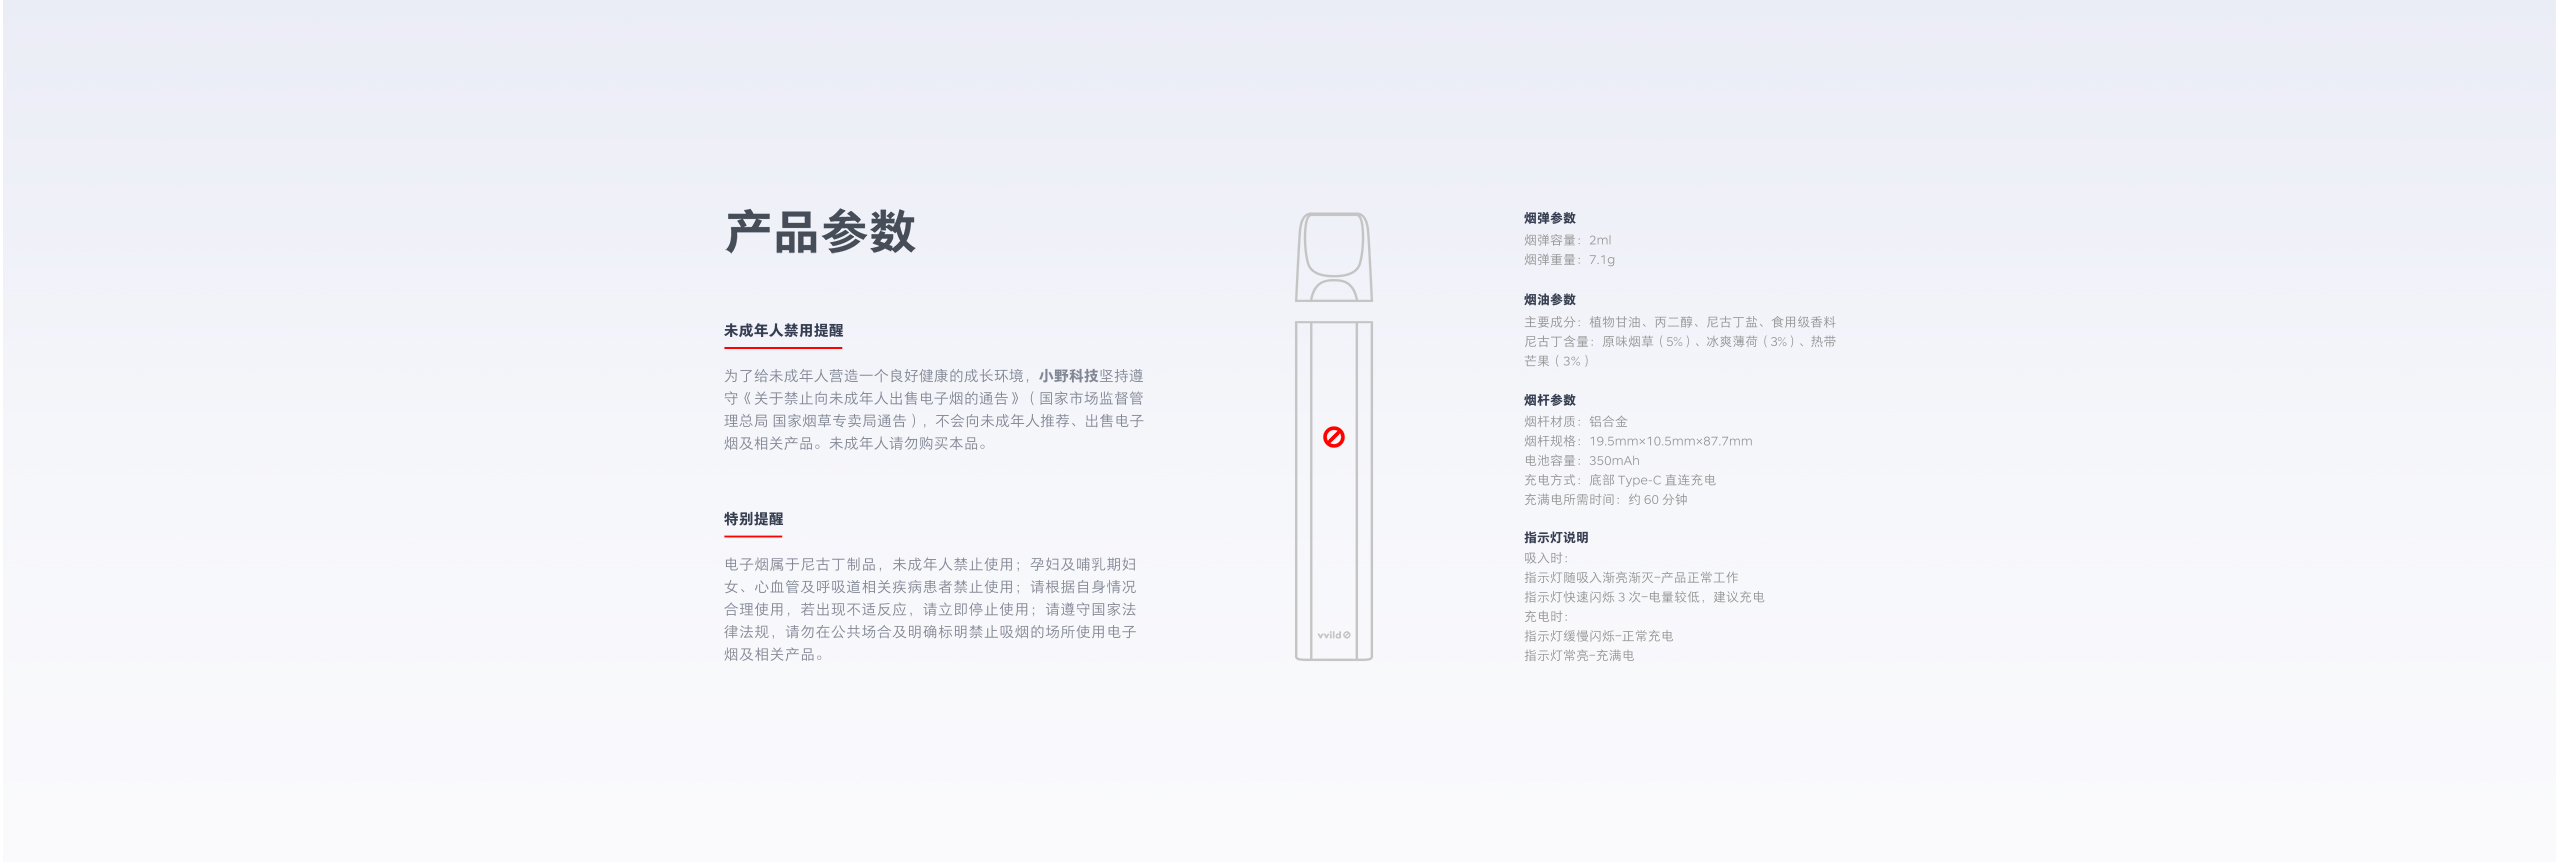 产品参数
未成年人禁用提醒
为了给未成年人营造一个良好健康的成长环境，小野科技坚持遵
守《关于禁止向未成年人出售电子烟的通告》（国家市场监督管
理总局 国家烟草专卖局通告），不会向未成年人推荐、出售电子
烟及相关产品。未成年人请勿购买本品。
特别提醒
电子烟属于尼古丁制品，未成年人禁止使用；孕妇及哺乳期妇
女、心血管及呼吸道相关疾病患者禁止使用；请根据自身情况
合理使用，若出现不适反应，请立即停止使用；请遵守国家法
律法规，请勿在公共场合及明确标明禁止吸烟的场所使用电子
烟及相关产品。
vvild
烟弹参数
烟弹容量：2ml
烟弹重量：7.1g
烟油参数
主要成分：植物甘油、丙二醇、尼古丁盐、食用级香料
尼古丁含量：原味烟草（5%）、冰爽薄荷（3%）、热带
芒果（3%）
烟杆参数
烟杆材质：铝合金
烟杆规格：19.5mm×10.5mm×87.7mm
电池容量：350mAh
充电方式：底部 Type-C 直连充电
充满电所需时间：约 60 分钟
指示灯说明
吸入时：
指示灯随吸入渐亮渐灭-产品正常工作
指示灯快速闪烁 3 次-电量较低，建议充电
充电时：
指示灯缓慢闪烁-正常充电
指示灯常亮-充满电